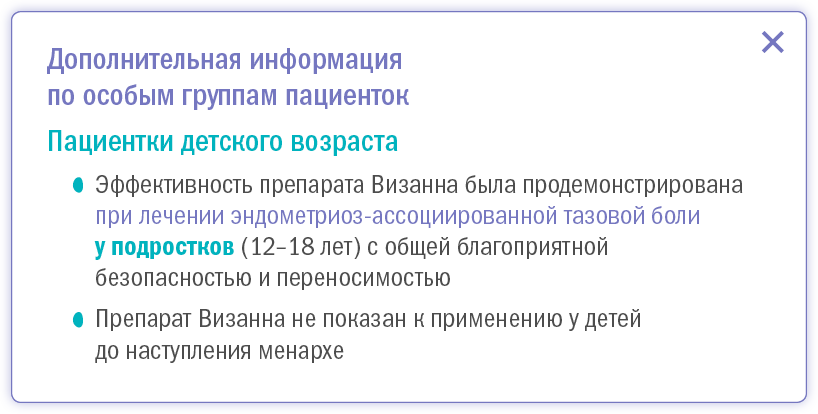 Дополнительная информация
по особым группам пациенток
Пациентки детского возраста
Эффективность препарата Визанна была продемонстрирована
при лечении эндометриоз-ассоциированной тазовой боли
у подростков (12–18 лет) с общей благоприятной
безопасностью и переносимостью
Препарат Визанна не показан к применению у детей
до наступления менархе